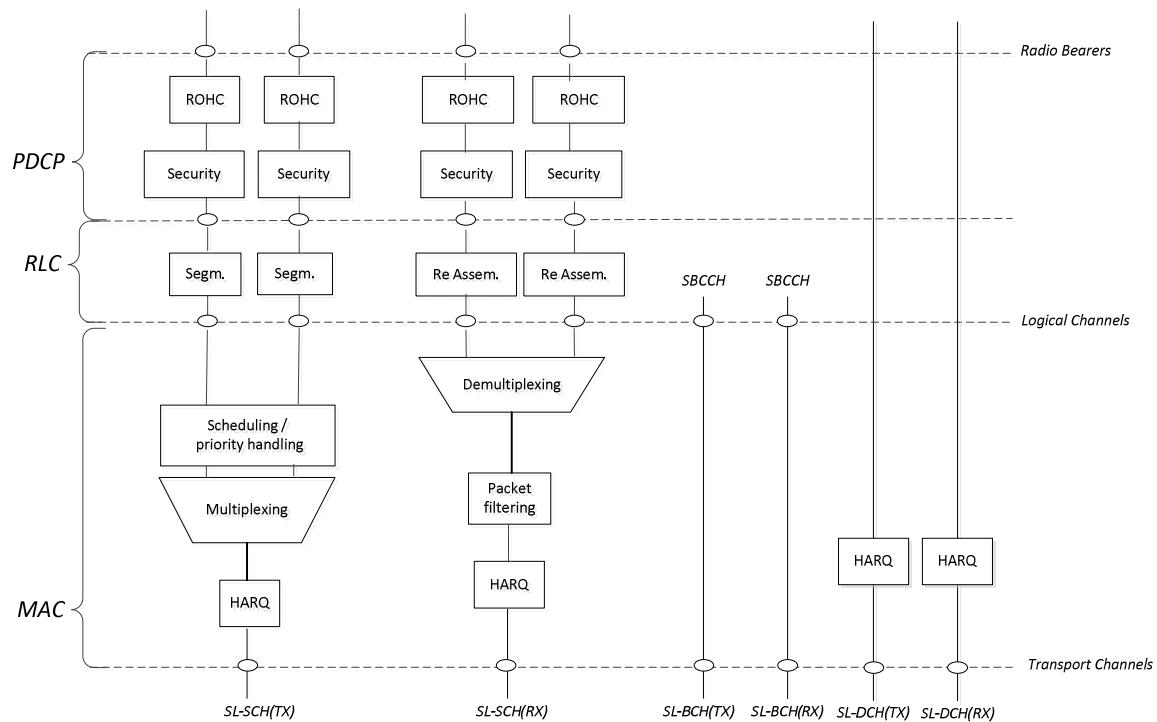 Radio Bearers
ROHC ROHC ROHC ROHC
PDCP
Security Security Security Security
RLC
Segm. Segm. Re Assem. Re Assem.
SBCCH SBCCH
Logical Channels
Demultiplexing
Scheduling /
priority handling
Packet
filtering
Multiplexing
HARQ HARQ
HARQ
HARQ
MAC
Transport Channels
SL-SCH(TX) SL-SCH(RX) SL-BCH(TX) SL-BCH(RX) SL-DCH(TX) SL-DCH(RX)